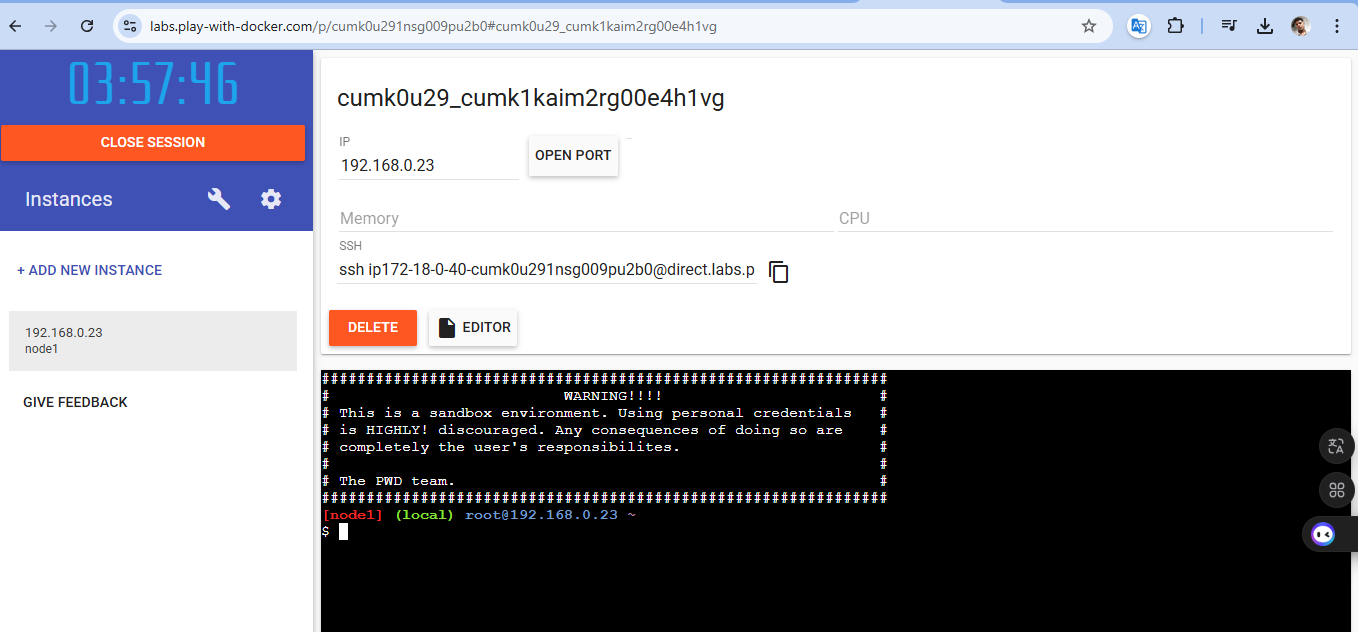 labs.play-with-docker.com/p/cumk0u291nsg009pu2b0#cumk0u29_cumk1kaim2rg00e4h1vg
03:57:46
CLOSE SESSION
Instances
+ ADD NEW INSTANCE
192.168.0.23
node1
GIVE FEEDBACK
cumk0u29_cumk1kaim2rg00e4h1vg
IP
192.168.0.23
OPEN PORT
Memory
CPU
SSH
ssh ip172-18-0-40-cumk0u291nsg009pu2b0@direct.labs.p
DELETE
EDITOR
###############################################################
#                          WARNING!!!!                        #
# This is a sandbox environment. Using personal credentials   #
# is HIGHLY! discouraged. Any consequences of doing so are    #
# completely the user's responsibilites.                      #
#                                                             #
# The PWD team.                                               #
###############################################################
[node1] (local) root@192.168.0.23 ~
$